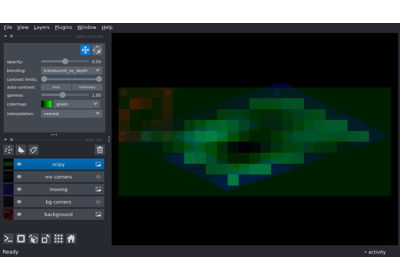 File View Layers Plugins Window Help
opacity: 0.50
blending: translucent_no_depth
contrast limits:
auto-contrast: once continuous
gamma: 1.00
colormap: green
interpolation: nearest
scipy
mv corners
moving
bg corners
background
Ready
activity